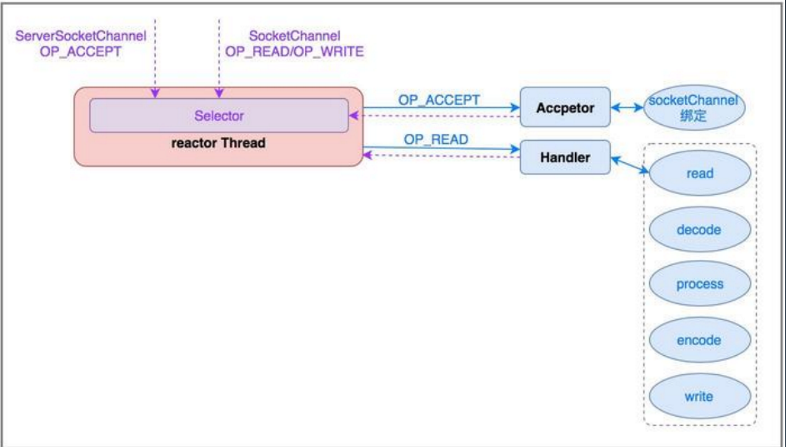 ServerSocketChannel
OP_ACCEPT
SocketChannel
OP_READ/OP_WRITE
Selector
reactor Thread
OP_ACCEPT
Accpetor
socketChannel
绑定
OP_READ
Handler
read
decode
process
encode
write